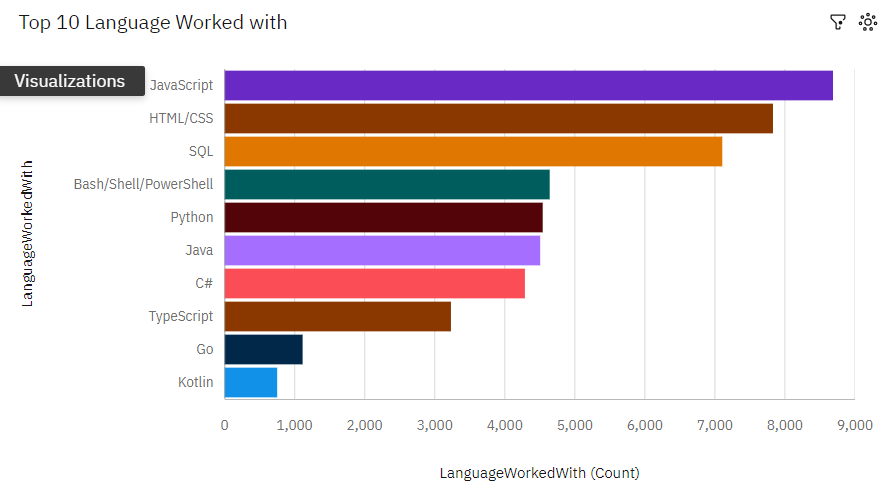 Top 10 Language Worked with
Visualizations
JavaScript
HTML/CSS
SQL
Bash/Shell/PowerShell
Python
Java
C#
TypeScript
Go
Kotlin
LanguageWorkedWith
0 1,000 2,000 3,000 4,000 5,000 6,000 7,000 8,000 9,000
LanguageWorkedWith (Count)